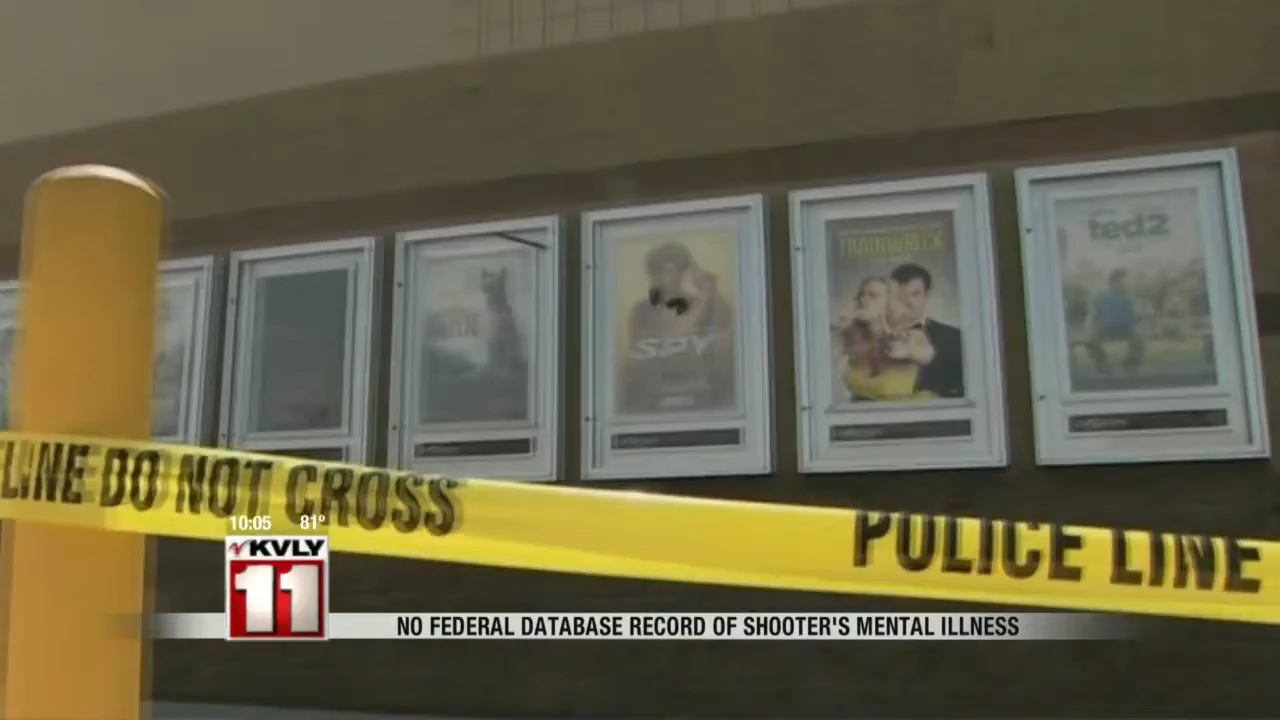 TRAINWRECK
ted2
SPY
LINE DO NOT CROSS
POLICE LINE
10:05 81°
KVLY
11
NO FEDERAL DATABASE RECORD OF SHOOTER'S MENTAL ILLNESS